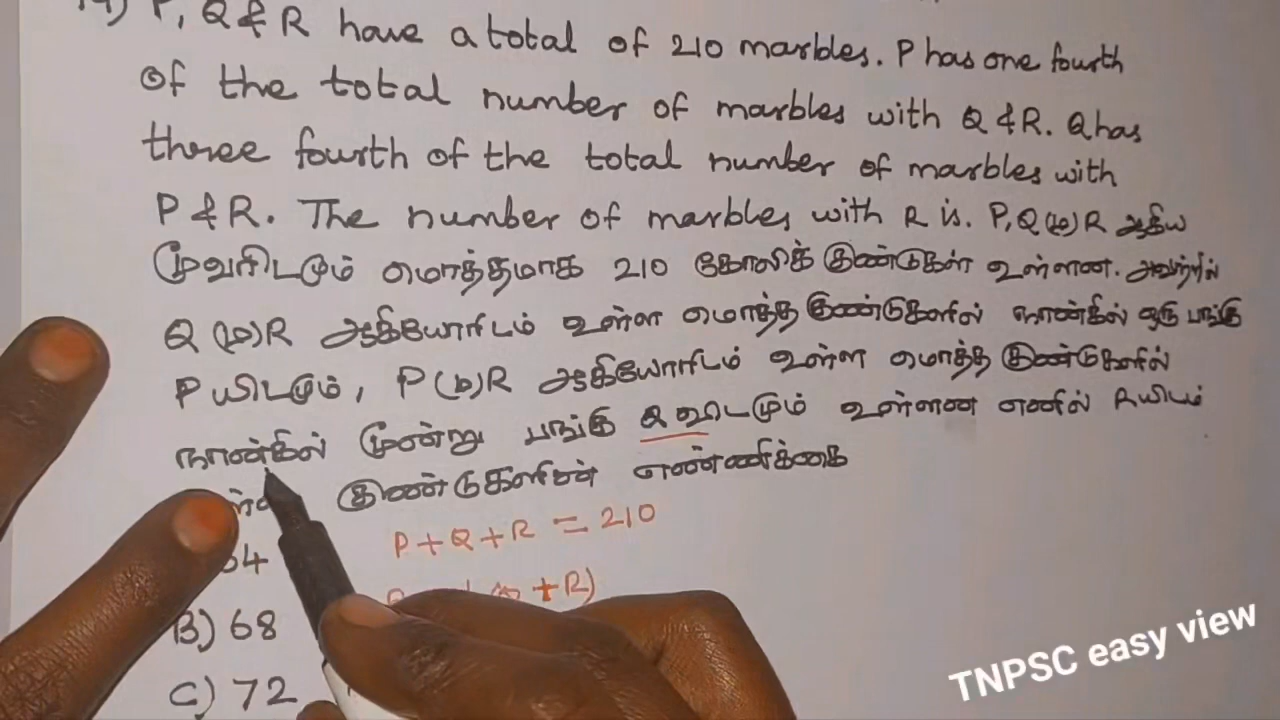 P, Q & R have a total of 210 marbles. P has one fourth
of the total number of marbles with Q & R. Q has
three fourth of the total number of marbles with
P & R. The number of marbles with R is. P, Q (ம) R ஆகிய
மூவரிடமும் மொத்தமாக 210 கோலிக் குண்டுகள் உள்ளன. அவற்றில்
Q (ம) R ஆகியோரிடம் உள்ள மொத்த குண்டுகளில் நான்கில் ஒரு பங்கு
P யிடமும், P (ம) R ஆகியோரிடம் உள்ள மொத்த குண்டுகளில்
நான்கில் மூன்று பங்கு Q விடமும் உள்ளன எனில் R யிடம்
குண்டுகளின் எண்ணிக்கை
P + Q + R = 210
64
+ R)
B) 68
C) 72
TNPSC easy view